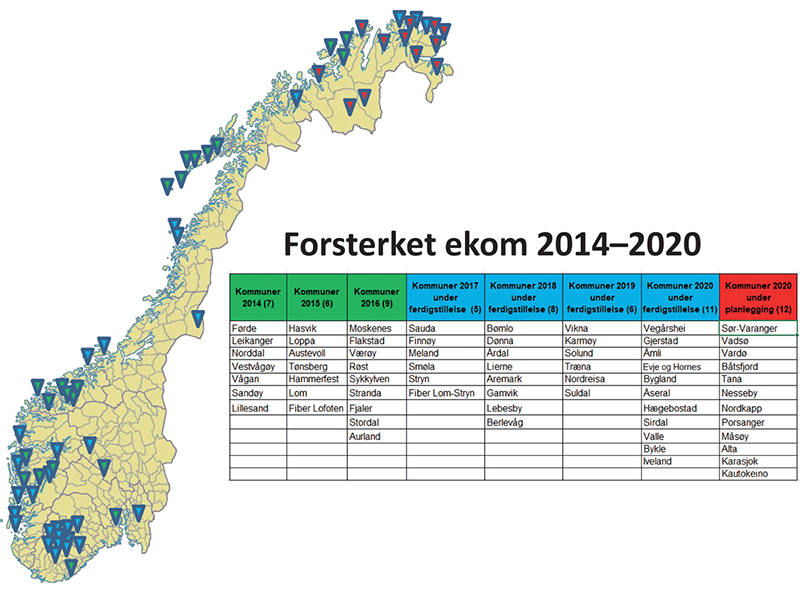 Forsterket ekom 2014–2020
Kommuner 2014 (7) Kommuner 2015 (6) Kommuner 2016 (9) Kommuner 2017 under ferdigstillelse (5) Kommuner 2018 under ferdigstillelse (8) Kommuner 2019 under ferdigstillelse (6) Kommuner 2020 under ferdigstillelse (11) Kommuner 2020 under planlegging (12)
Førde Hasvik Moskenes Sauda Bømlo Vikna Vegårshei Sør-Varanger
Leikanger Loppa Flakstad Finnøy Dønna Karmøy Gjerstad Vadsø
Norddal Austevoll Værøy Meland Årdal Solund Åmli Vardø
Vestvågøy Tønsberg Røst Smøla Lierne Træna Evje og Hornes Båtsfjord
Vågan Hammerfest Sykkylven Stryn Aremark Nordreisa Bygland Tana
Sandøy Lom Stranda Fiber Lom-Stryn Gamvik Suldal Åseral Nesseby
Lillesand Fiber Lofoten Fjaler Lebesby Hægebostad Nordkapp
Stordal Berlevåg Sirdal Porsanger
Aurland Valle Måsøy
Bykle Alta
Iveland Karasjok
Kautokeino